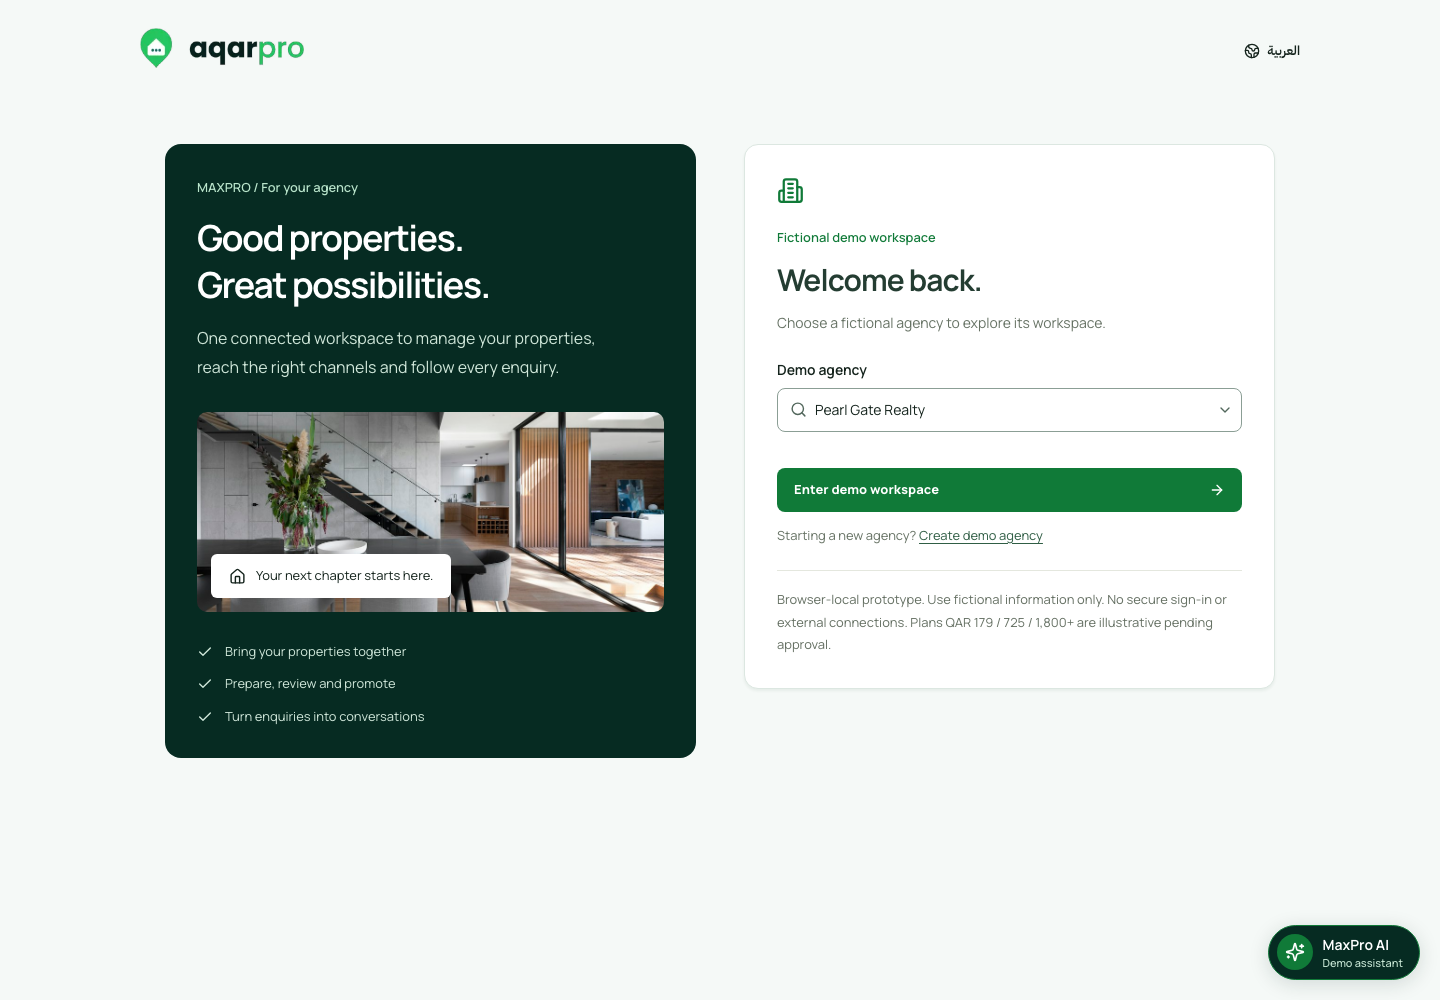 aqarpro
العربية
MAXPRO / For your agency
Good properties.
Great possibilities.
One connected workspace to manage your properties,
reach the right channels and follow every enquiry.
Your next chapter starts here.
Bring your properties together
Prepare, review and promote
Turn enquiries into conversations
Fictional demo workspace
Welcome back.
Choose a fictional agency to explore its workspace.
Demo agency
Pearl Gate Realty
Enter demo workspace
Starting a new agency? Create demo agency
Browser-local prototype. Use fictional information only. No secure sign-in or
external connections. Plans QAR 179 / 725 / 1,800+ are illustrative pending
approval.
MaxPro AI
Demo assistant